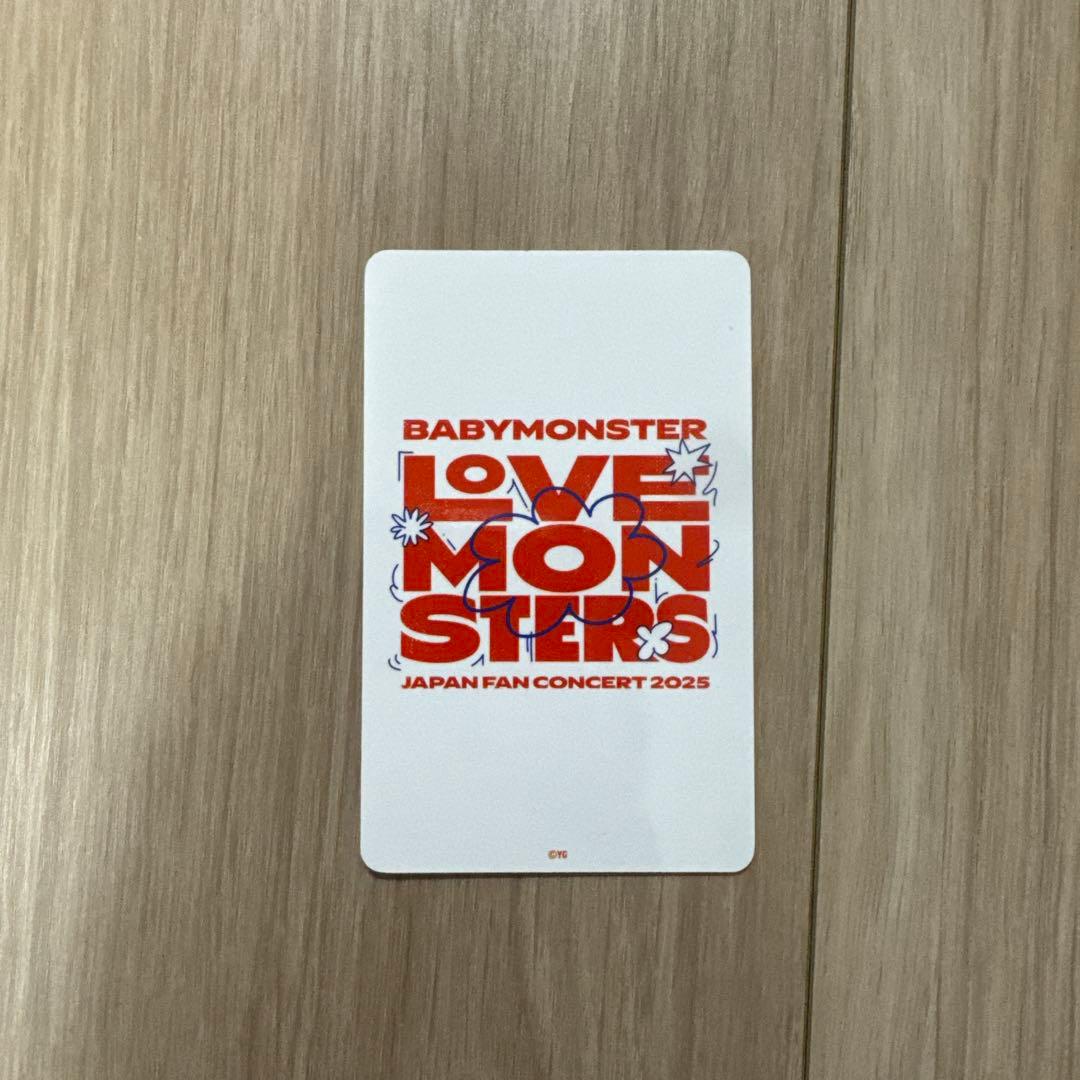 BABYMONSTER
LOVE
MON
STERS
JAPAN FAN CONCERT 2025
©YG